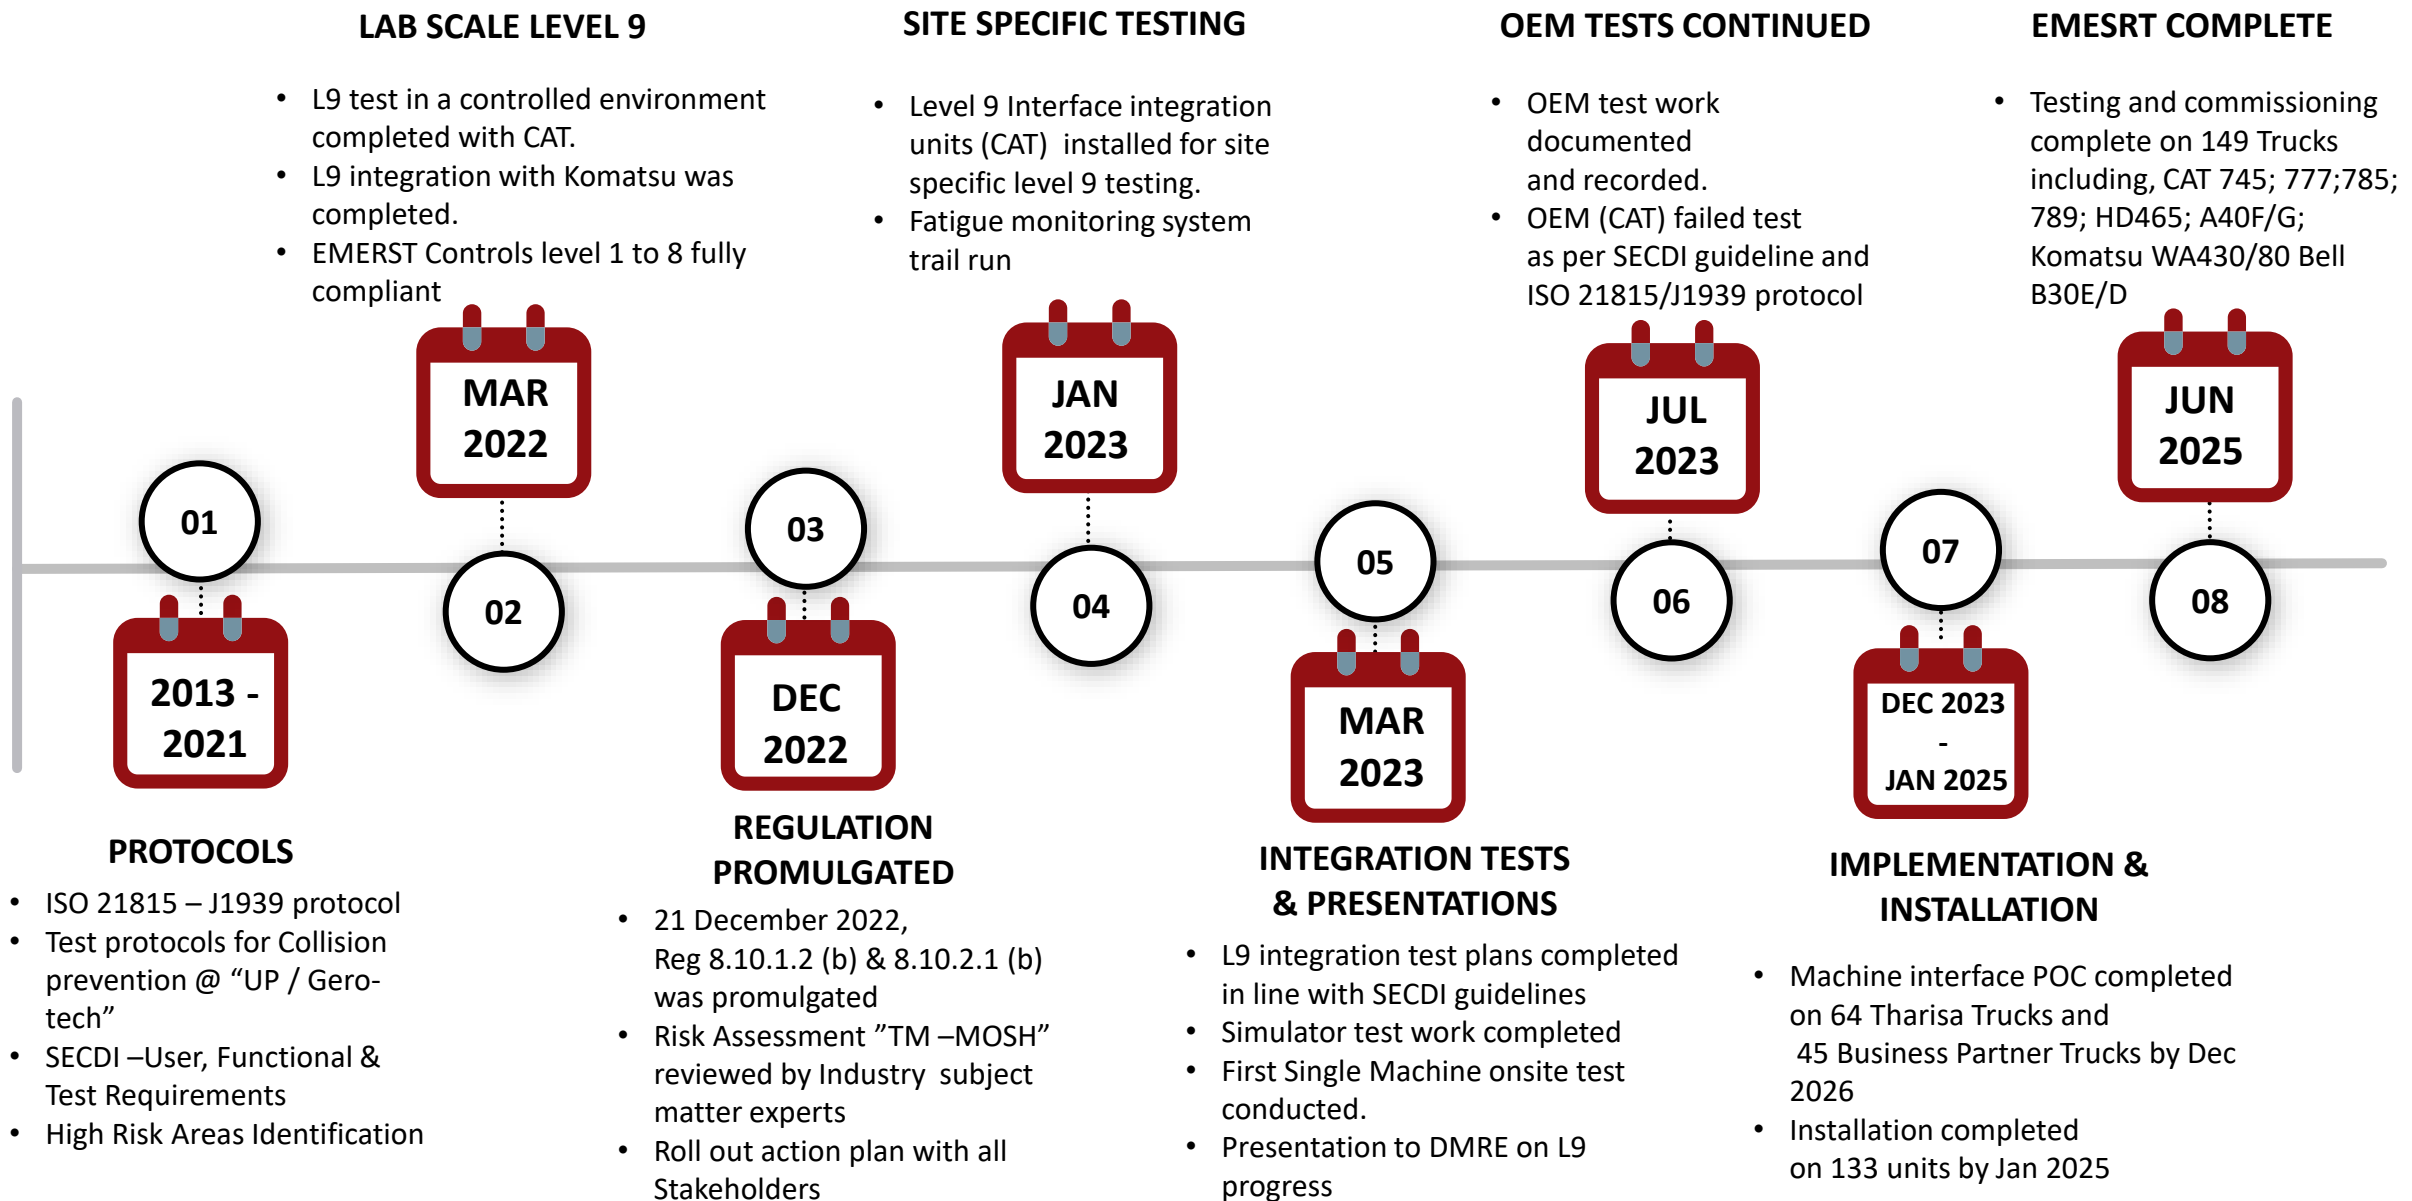 LAB SCALE LEVEL 9
• L9 test in a controlled environment
completed with CAT.
• L9 integration with Komatsu was
completed.
• EMERST Controls level 1 to 8 fully
compliant
SITE SPECIFIC TESTING
• Level 9 Interface integration
units (CAT)  installed for site
specific level 9 testing.
• Fatigue monitoring system
trail run
OEM TESTS CONTINUED
• OEM test work
documented
and recorded.
• OEM (CAT) failed test
as per SECDI guideline and
ISO 21815/J1939 protocol
EMESRT COMPLETE
• Testing and commissioning
complete on 149 Trucks
including, CAT 745; 777;785;
789; HD465; A40F/G;
Komatsu WA430/80 Bell
B30E/D
MAR
2022
JAN
2023
JUL
2023
JUN
2025
01
02
03
04
05
06
07
08
2013 -
2021
DEC
2022
MAR
2023
DEC 2023
-
JAN 2025
PROTOCOLS
• ISO 21815 – J1939 protocol
• Test protocols for Collision
prevention @ “UP / Gero-
tech”
• SECDI –User, Functional &
Test Requirements
• High Risk Areas Identification
REGULATION
PROMULGATED
• 21 December 2022,
Reg 8.10.1.2 (b) & 8.10.2.1 (b)
was promulgated
• Risk Assessment ”TM –MOSH”
reviewed by Industry  subject
matter experts
• Roll out action plan with all
Stakeholders
INTEGRATION TESTS
& PRESENTATIONS
• L9 integration test plans completed
in line with SECDI guidelines
• Simulator test work completed
• First Single Machine onsite test
conducted.
• Presentation to DMRE on L9
progress
IMPLEMENTATION &
INSTALLATION
• Machine interface POC completed
on 64 Tharisa Trucks and
45 Business Partner Trucks by Dec
2026
• Installation completed
on 133 units by Jan 2025